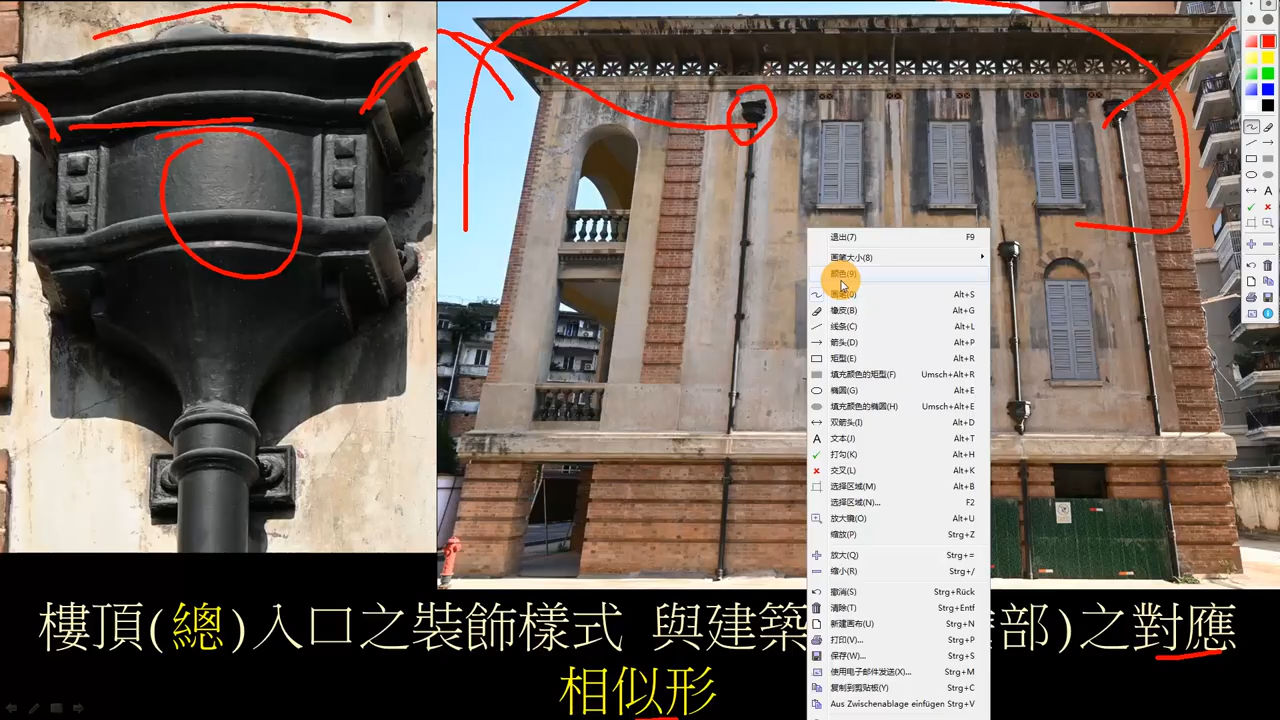 退出(7) F9
画笔大小(8)
颜色(9)
画笔(0) Alt+S
橡皮(B) Alt+G
线条(C) Alt+L
箭头(D) Alt+P
矩型(E) Alt+R
填充颜色的矩型(F) Umsch+Alt+R
椭圆(G) Alt+E
填充颜色的椭圆(H) Umsch+Alt+E
双箭头(I) Alt+D
A 文本(J) Alt+T
打勾(K) Alt+H
交叉(L) Alt+K
选择区域(M) Alt+B
选择区域(N)... F2
放大镜(O) Alt+U
缩放(P) Strg+Z
放大(Q) Strg+=
缩小(R) Strg+/
撤消(S) Strg+Rück
清除(T) Strg+Entf
新建画布(U) Strg+N
打印(V)... Strg+P
保存(W)... Strg+S
使用电子邮件发送(X)... Strg+M
复制到剪贴板(Y) Strg+C
Aus Zwischenablage einfügen Strg+V
樓頂(總)入口之裝飾樣式 與建築 部)之對應
相似形